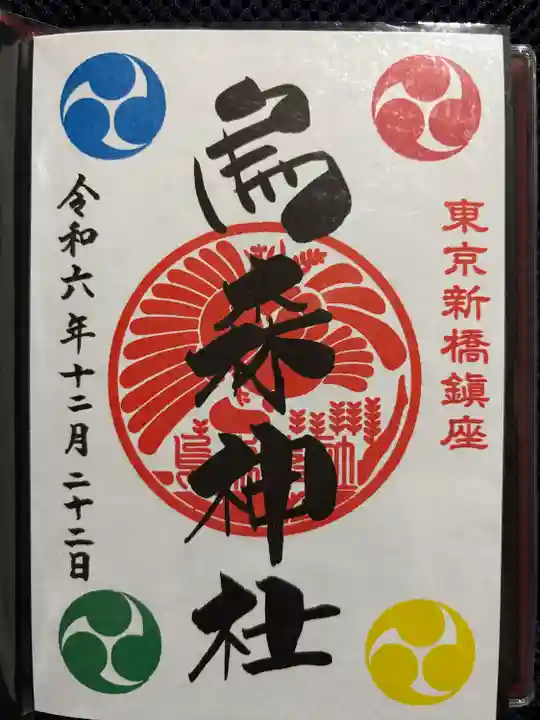 東京新橋鎮座
烏森神社
令和六年十二月二十二日